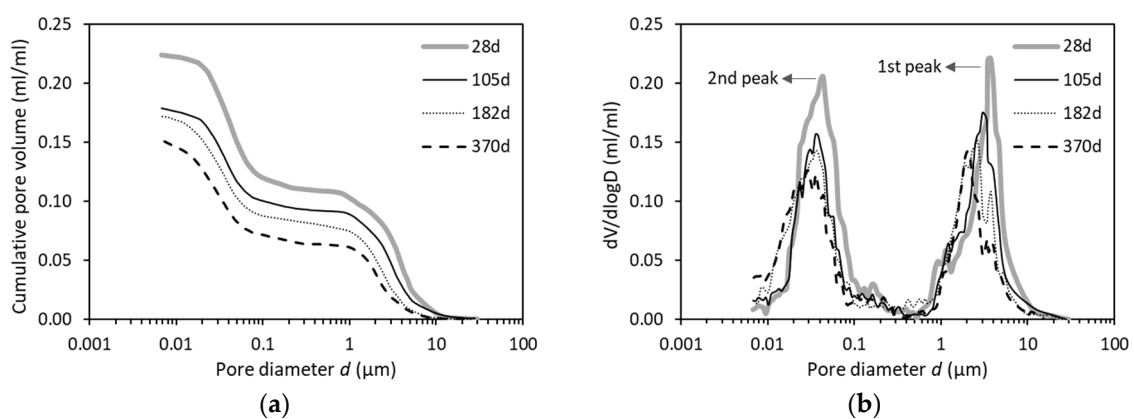 0.25
0.20
0.15
0.10
0.05
0.00
Cumulative pore volume (ml/ml)
28d
105d
182d
370d
0.001
0.01
0.1
1
10
100
Pore diameter d (µm)
(a)
0.25
0.20
0.15
0.10
0.05
0.00
dV/dlogD (ml/ml)
2nd peak
1st peak
28d
105d
182d
370d
0.001
0.01
0.1
1
10
100
Pore diameter d (µm)
(b)